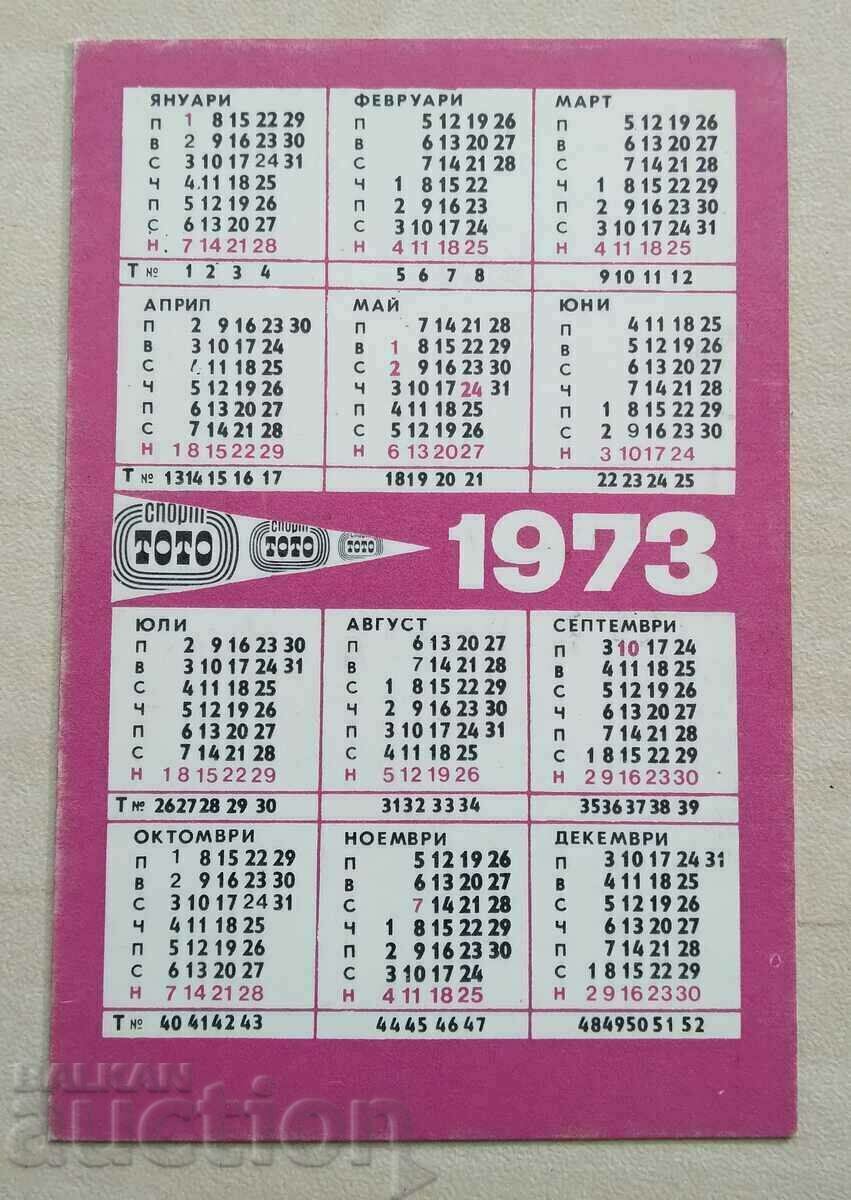 ЯНУАРИ ФЕВРУАРИ МАРТ
П 1 8 15 22 29 П 5 12 19 26 П 5 12 19 26
В 2 9 16 23 30 В 6 13 20 27 В 6 13 20 27
С 3 10 17 24 31 С 7 14 21 28 С 7 14 21 28
Ч 4 11 18 25 Ч 1 8 15 22 Ч 1 8 15 22 29
П 5 12 19 26 П 2 9 16 23 П 2 9 16 23 30
С 6 13 20 27 С 3 10 17 24 С 3 10 17 24 31
Н 7 14 21 28 Н 4 11 18 25 Н 4 11 18 25
Т № 1 2 3 4 5 6 7 8 9 10 11 12
АПРИЛ МАЙ ЮНИ
П 2 9 16 23 30 П 7 14 21 28 П 4 11 18 25
В 3 10 17 24 В 1 8 15 22 29 В 5 12 19 26
С 4 11 18 25 С 2 9 16 23 30 С 6 13 20 27
Ч 5 12 19 26 Ч 3 10 17 24 31 Ч 7 14 21 28
П 6 13 20 27 П 4 11 18 25 П 1 8 15 22 29
С 7 14 21 28 С 5 12 19 26 С 2 9 16 23 30
Н 1 8 15 22 29 Н 6 13 20 27 Н 3 10 17 24
Т № 13 14 15 16 17 18 19 20 21 22 23 24 25
спорт ТОТО спорт ТОТО ТОТО 1973
ЮЛИ АВГУСТ СЕПТЕМВРИ
П 2 9 16 23 30 П 6 13 20 27 П 3 10 17 24
В 3 10 17 24 31 В 7 14 21 28 В 4 11 18 25
С 4 11 18 25 С 1 8 15 22 29 С 5 12 19 26
Ч 5 12 19 26 Ч 2 9 16 23 30 Ч 6 13 20 27
П 6 13 20 27 П 3 10 17 24 31 П 7 14 21 28
С 7 14 21 28 С 4 11 18 25 С 1 8 15 22 29
Н 1 8 15 22 29 Н 5 12 19 26 Н 2 9 16 23 30
Т № 26 27 28 29 30 31 32 33 34 35 36 37 38 39
ОКТОМВРИ НОЕМВРИ ДЕКЕМВРИ
П 1 8 15 22 29 П 5 12 19 26 П 3 10 17 24 31
В 2 9 16 23 30 В 6 13 20 27 В 4 11 18 25
С 3 10 17 24 31 С 7 14 21 28 С 5 12 19 26
Ч 4 11 18 25 Ч 1 8 15 22 29 Ч 6 13 20 27
П 5 12 19 26 П 2 9 16 23 30 П 7 14 21 28
С 6 13 20 27 С 3 10 17 24 С 1 8 15 22 29
Н 7 14 21 28 Н 4 11 18 25 Н 2 9 16 23 30
Т № 40 41 42 43 44 45 46 47 48 49 50 51 52
BALKAN
auction